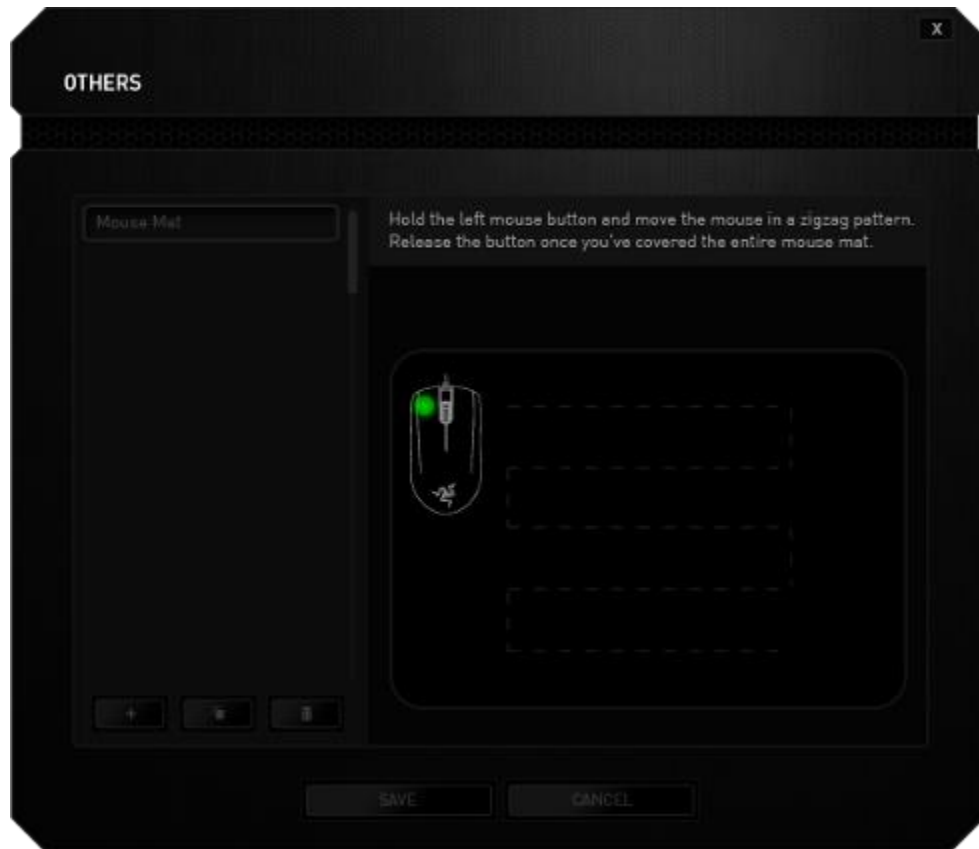 X
OTHERS
Mouse Mat
Hold the left mouse button and move the mouse in a zigzag pattern.
Release the button once you've covered the entire mouse mat.
+
SAVE
CANCEL